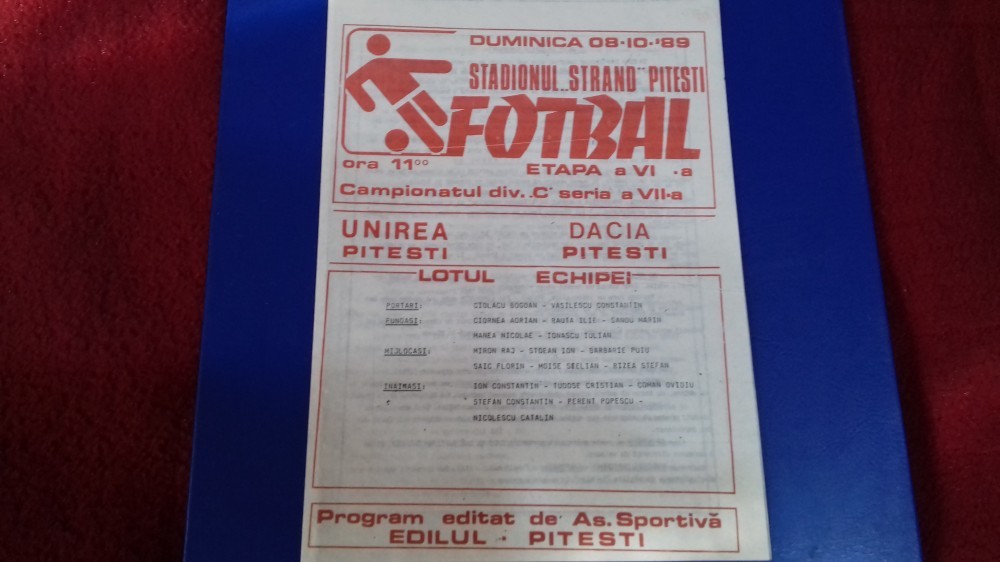 DUMINICA 08·10·'89
STADIONUL „STRAND" PITESTI
FOTBAL
ora 11⁰⁰
ETAPA a VI -a
Campionatul div. „C" seria a VII-a
UNIREA
PITESTI
DACIA
PITESTI
LOTUL ECHIPEI
PORTARI: CIOLACU BOGDAN - VASILESCU CONSTANTIN
FUNDASI: CIORNEA ADRIAN - RAUTA ILIE - SANDU MARIN
MANEA NICOLAE - IONASCU IULIAN
MIJLOCASI: MIRON RAJ - STOEAN ION - BARBARIE PUIU
SAIC FLORIN - MOISE STELIAN - RIZEA STEFAN
INAINTASI: ION CONSTANTIN - TUDOSE CRISTIAN - COMAN OVIDIU
STEFAN CONSTANTIN - PERENT POPESCU -
NICOLESCU CATALIN
Program editat de As. Sportivă
EDILUL · PITESTI